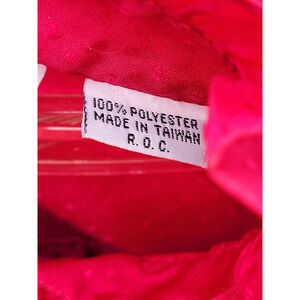 100% POLYESTER
MADE IN TAIWAN
R. O. C.